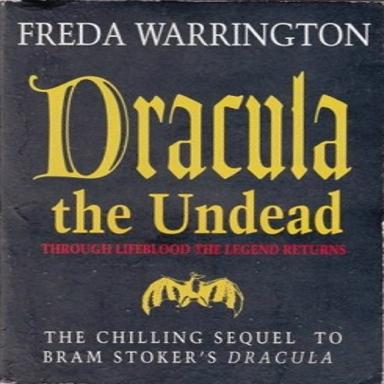 FREDA WARRINGTON
Dracula
the Undead
THROUGH LIFEBLOOD THE LEGEND RETURNS
THE CHILLING SEQUEL TO
BRAM STOKER'S DRACULA